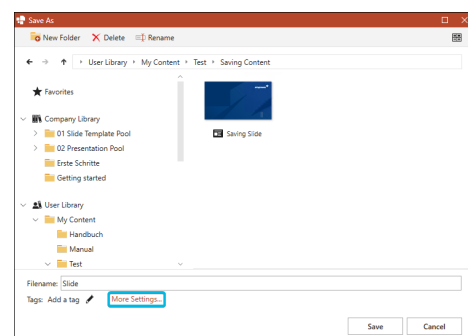 Save As
New Folder Delete Rename
User Library My Content Test Saving Content
Favorites
Company Library
01 Slide Template Pool
02 Presentation Pool
Erste Schritte
Getting started
User Library
My Content
Handbuch
Manual
Test
Saving Slide
Filename: Slide
Tags: Add a tag More Settings...
Save Cancel